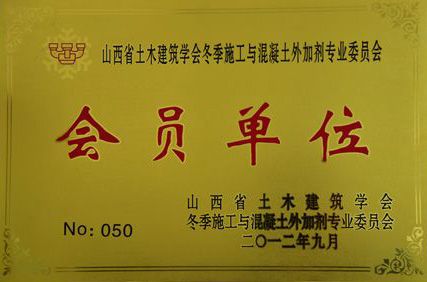 山西省土木建筑学会冬季施工与混凝土外加剂专业委员会
会员单位
山西省土木建筑学会
冬季施工与混凝土外加剂专业委员会
No: 050
二〇一二年九月